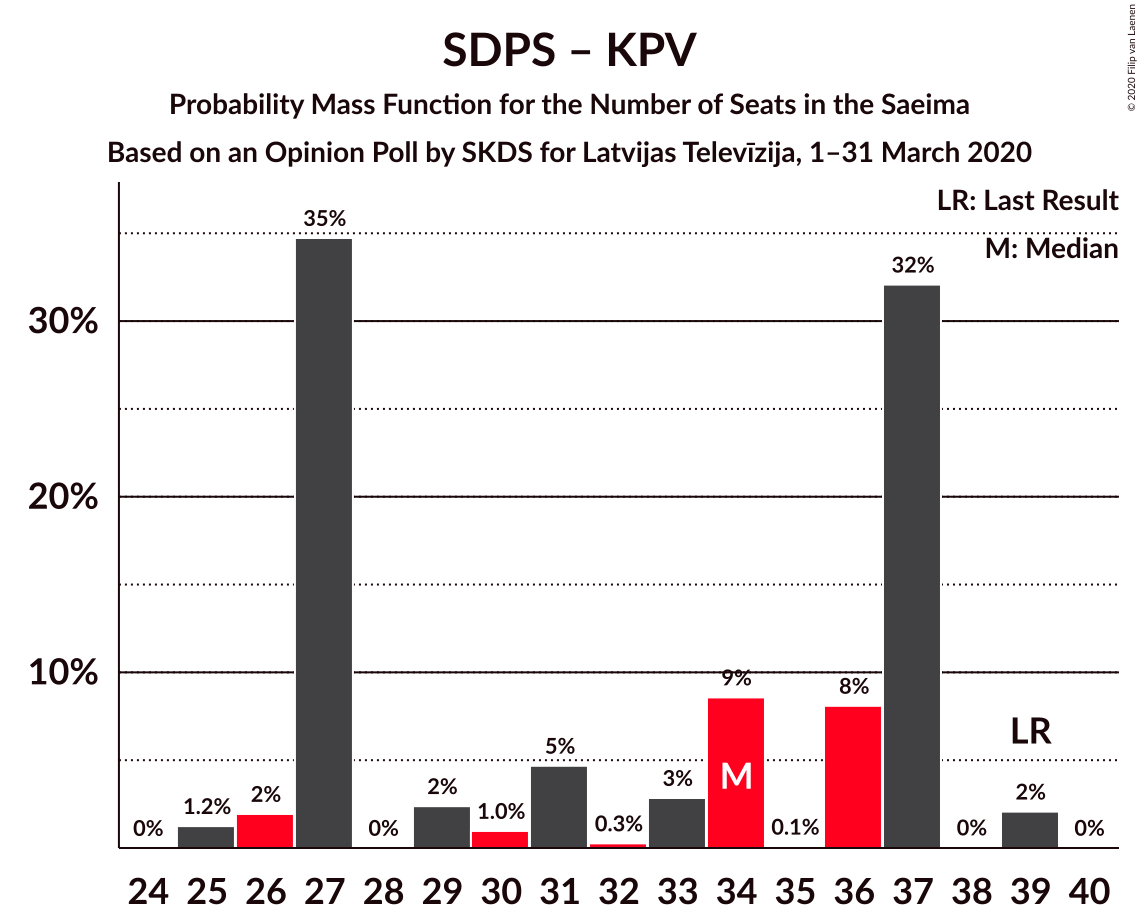 SDPS – KPV
Probability Mass Function for the Number of Seats in the Saeima
Based on an Opinion Poll by SKDS for Latvijas Televīzija, 1–31 March 2020
© 2020 Filip van Laenen
LR: Last Result
M: Median
30%
20%
10%
0%
1.2%
2%
35%
0%
2%
1.0%
5%
0.3%
3%
9%
M
0.1%
8%
32%
0%
LR
2%
0%
24 25 26 27 28 29 30 31 32 33 34 35 36 37 38 39 40